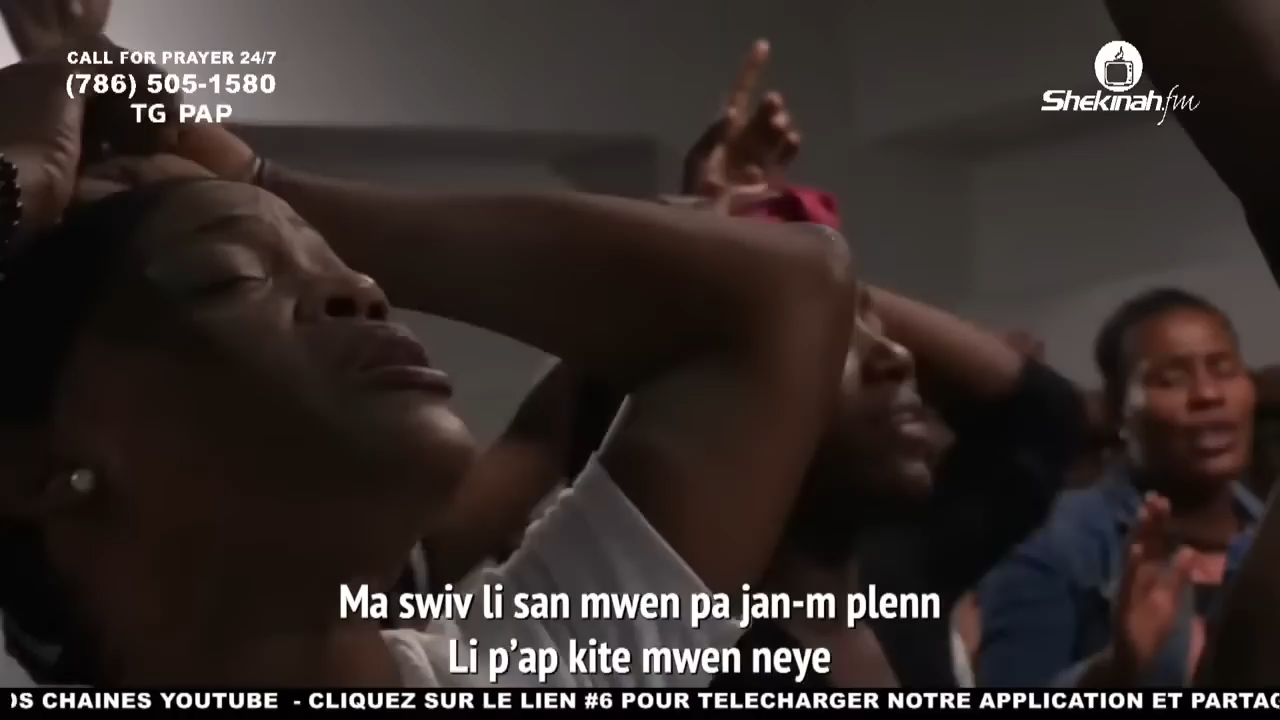 CALL FOR PRAYER 24/7
(786) 505-1580
TG PAP
Shekinah.fm
Ma swiv li san mwen pa jan-m plenn
Li p'ap kite mwen neye
CHAINES YOUTUBE - CLIQUEZ SUR LE LIEN #6 POUR TELECHARGER NOTRE APPLICATION ET